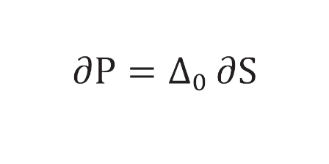 ∂P = Δ₀ ∂S